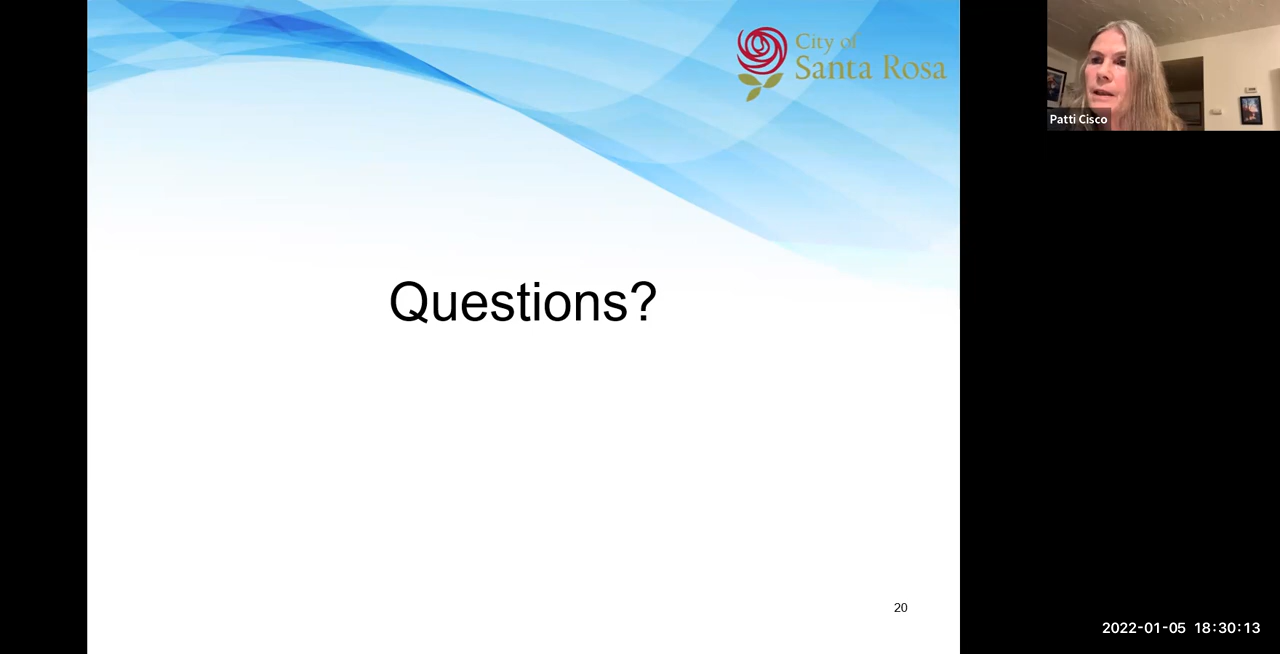 City of
Santa Rosa
Patti Cisco
Questions?
20
2022-01-05 18:30:13